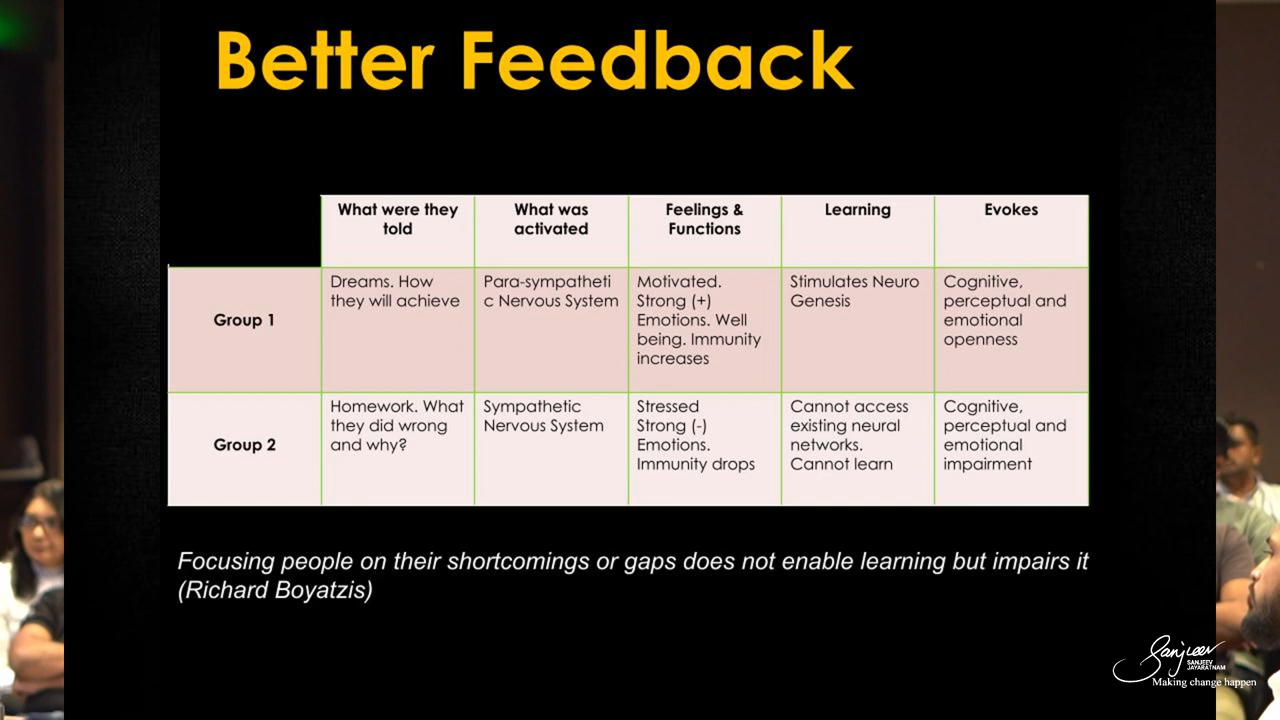 Better Feedback
What were they
told
What was
activated
Feelings &
Functions
Learning
Evokes
Group 1
Dreams. How
they will achieve
Para-sympatheti
c Nervous System
Motivated.
Strong (+)
Emotions. Well
being. Immunity
increases
Stimulates Neuro
Genesis
Cognitive,
perceptual and
emotional
openness
Group 2
Homework. What
they did wrong
and why?
Sympathetic
Nervous System
Stressed
Strong (-)
Emotions.
Immunity drops
Cannot access
existing neural
networks.
Cannot learn
Cognitive,
perceptual and
emotional
impairment
Focusing people on their shortcomings or gaps does not enable learning but impairs it
(Richard Boyatzis)
Sanjeev
SANJEEV
JAYARATNAM
Making change happen